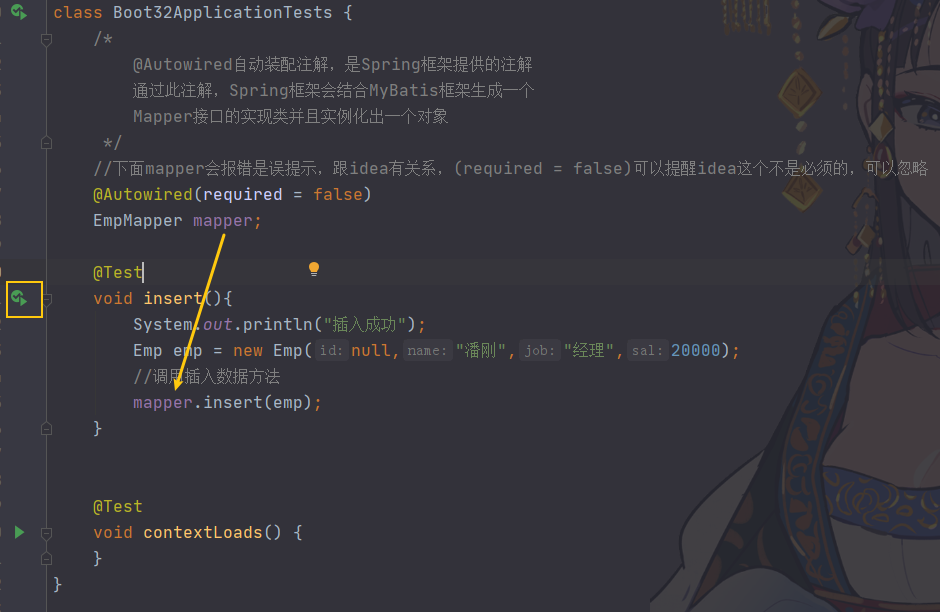 class Boot32ApplicationTests {
/*
@Autowired自动装配注解，是Spring框架提供的注解
通过此注解，Spring框架会结合MyBatis框架生成一个
Mapper接口的实现类并且实例化出一个对象
*/
//下面mapper会报错是误提示，跟idea有关系，(required = false)可以提醒idea这个不是必须的，可以忽略
@Autowired(required = false)
EmpMapper mapper;
@Test
void insert(){
System.out.println("插入成功");
Emp emp = new Emp( id: null, name: "潘刚", job: "经理", sal: 20000);
//调用插入数据方法
mapper.insert(emp);
}
@Test
void contextLoads() {
}
}